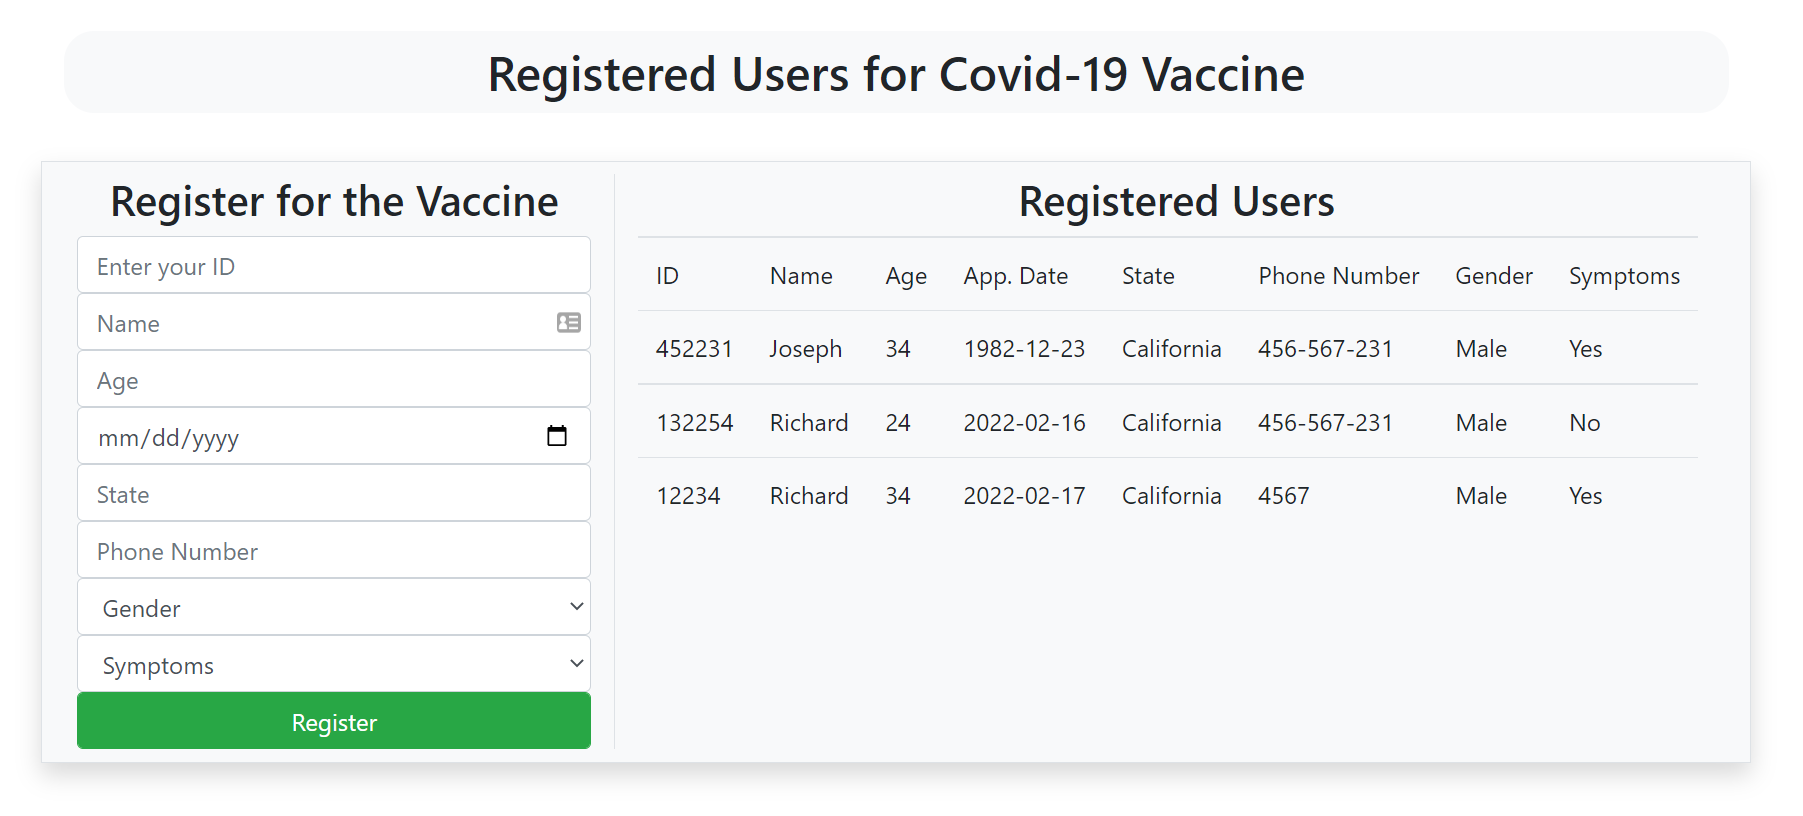 Registered Users for Covid-19 Vaccine
Register for the Vaccine
Enter your ID
Name
Age
mm/dd/yyyy
State
Phone Number
Gender
Symptoms
Register
Registered Users
ID Name Age App. Date State Phone Number Gender Symptoms
452231 Joseph 34 1982-12-23 California 456-567-231 Male Yes
132254 Richard 24 2022-02-16 California 456-567-231 Male No
12234 Richard 34 2022-02-17 California 4567 Male Yes